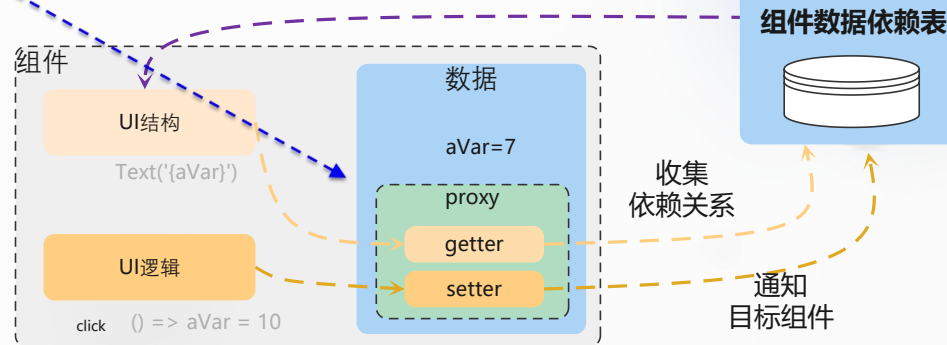 组件数据依赖表
组件
数据
UI结构
aVar=7
Text('{aVar}')
收集
依赖关系
proxy
getter
UI逻辑
setter
通知
目标组件
click () => aVar = 10